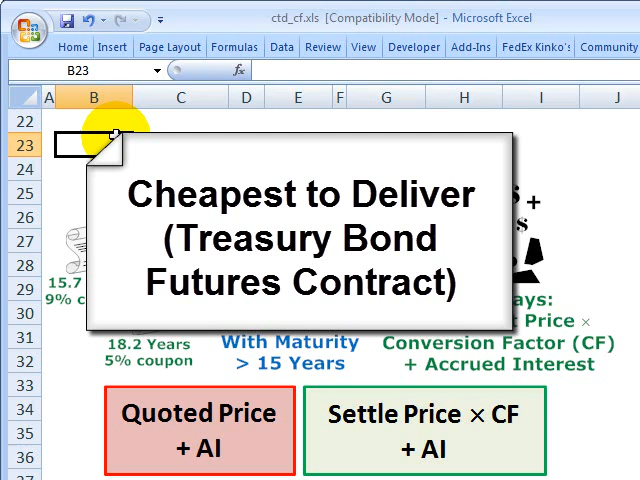 ctd_cf.xls [Compatibility Mode] - Microsoft Excel
Home Insert Page Layout Formulas Data Review View Developer Add-Ins FedEx Kinko's Community
B23 fx
A B C D E F G H I J
22
23
24
25
26
27
28
29
30
31
32
33
34
35
36
37
Cheapest to Deliver
(Treasury Bond
Futures Contract)
$ +
$
15.7
9% c
18.2 Years
5% coupon
With Maturity
> 15 Years
ays:
Price ×
Conversion Factor (CF)
+ Accrued Interest
Quoted Price
+ AI
Settle Price × CF
+ AI